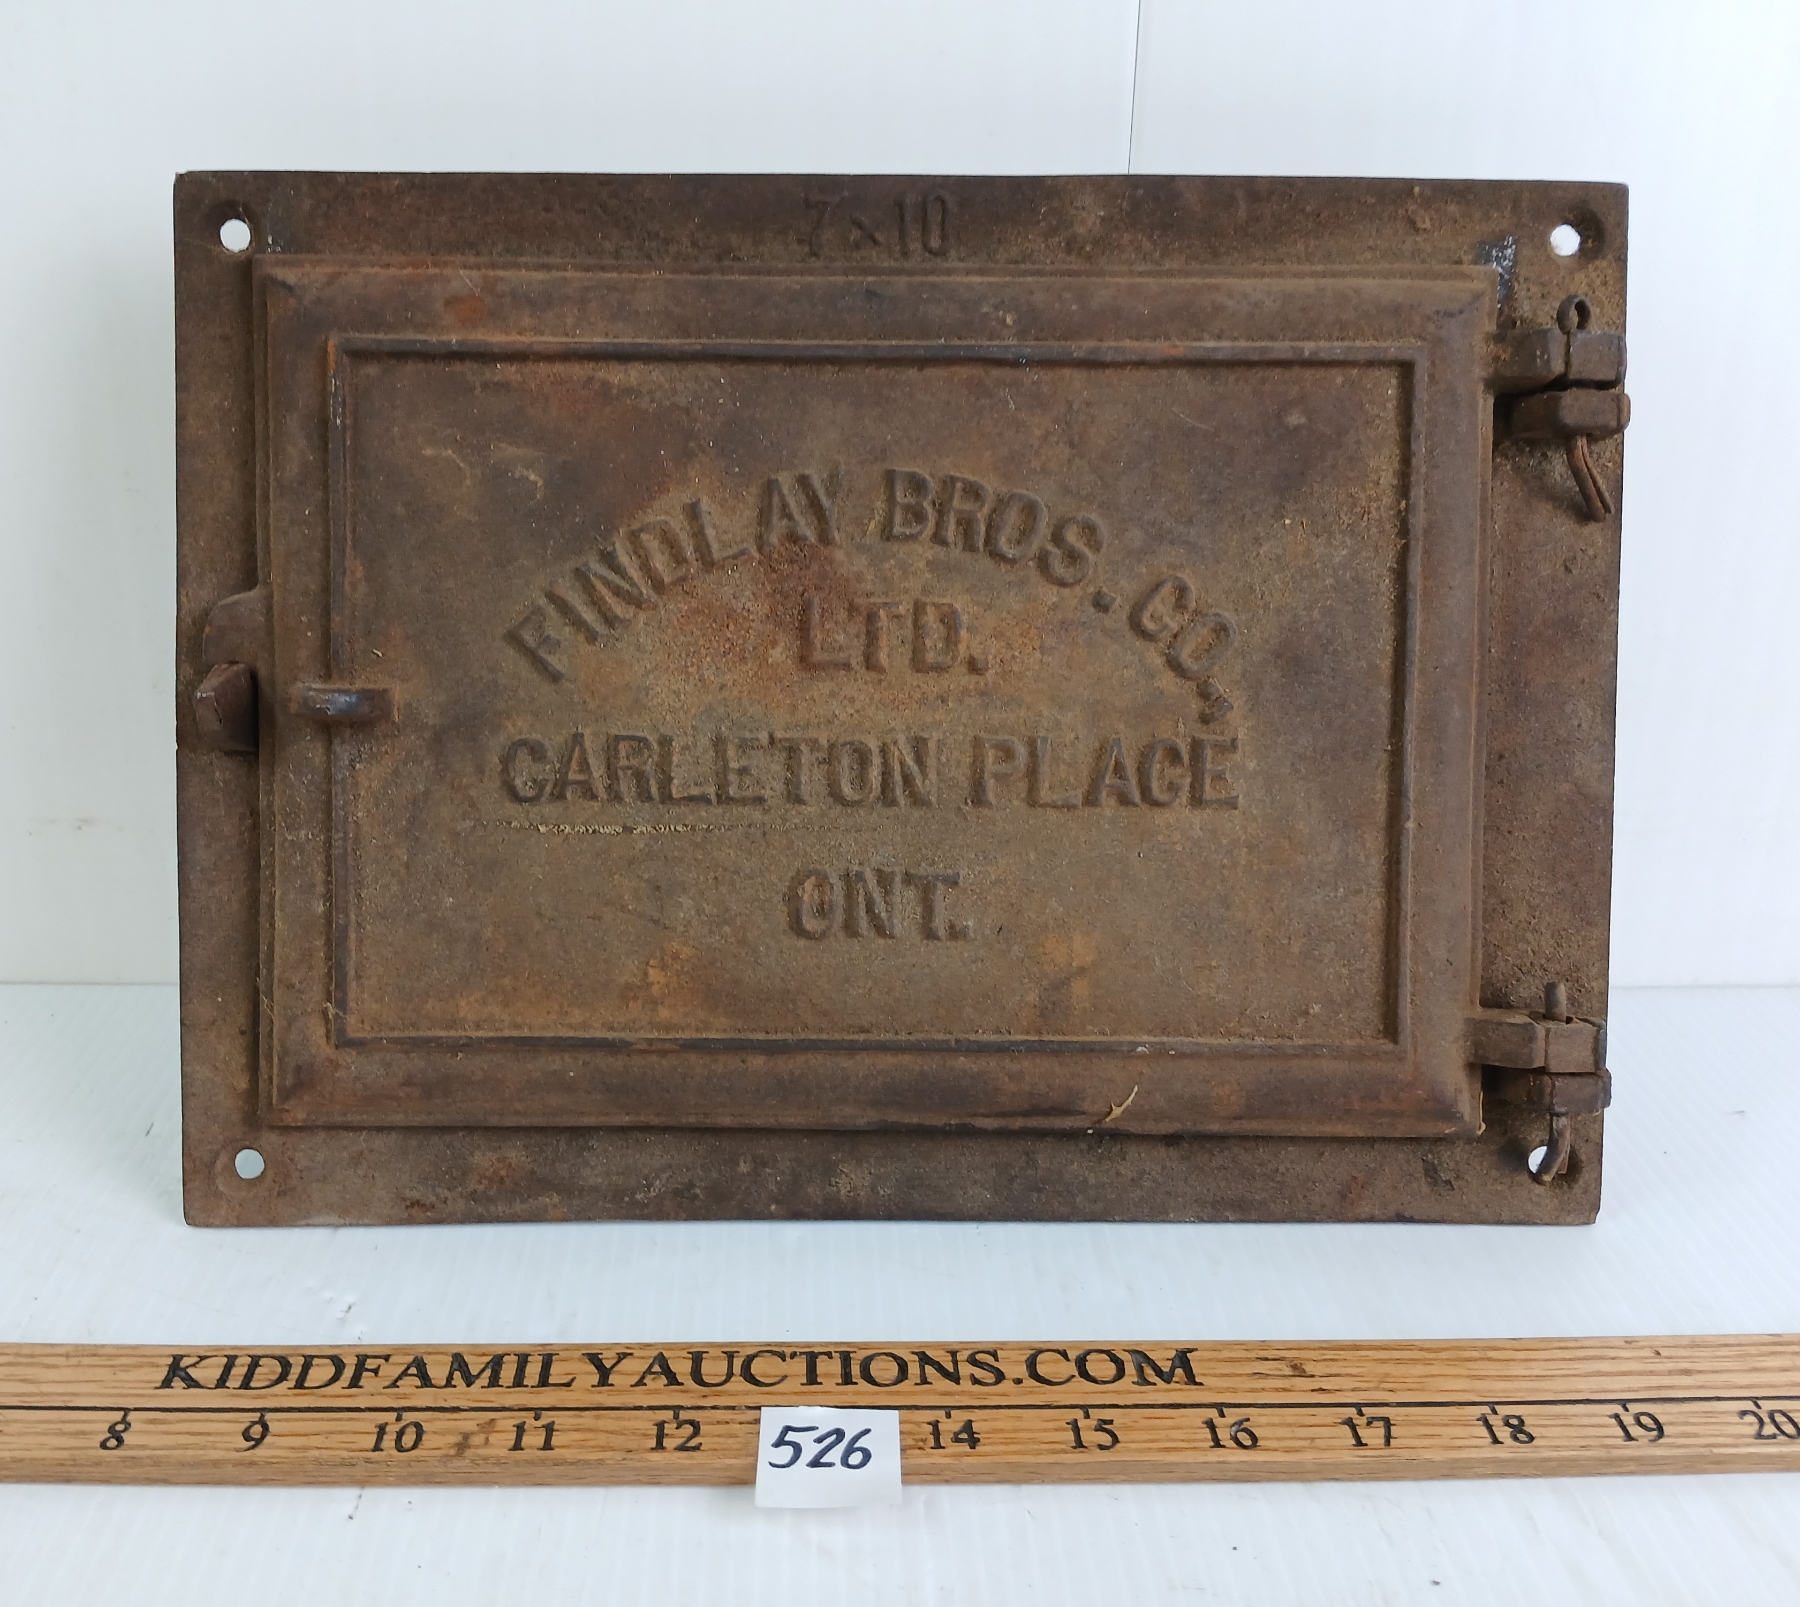 7x10
FINDLAY BROS. CO.,
LTD.
CARLETON PLACE
ONT.
KIDDFAMILYAUCTIONS.COM
8 9 10 11 12 14 15 16 17 18 19 20
526